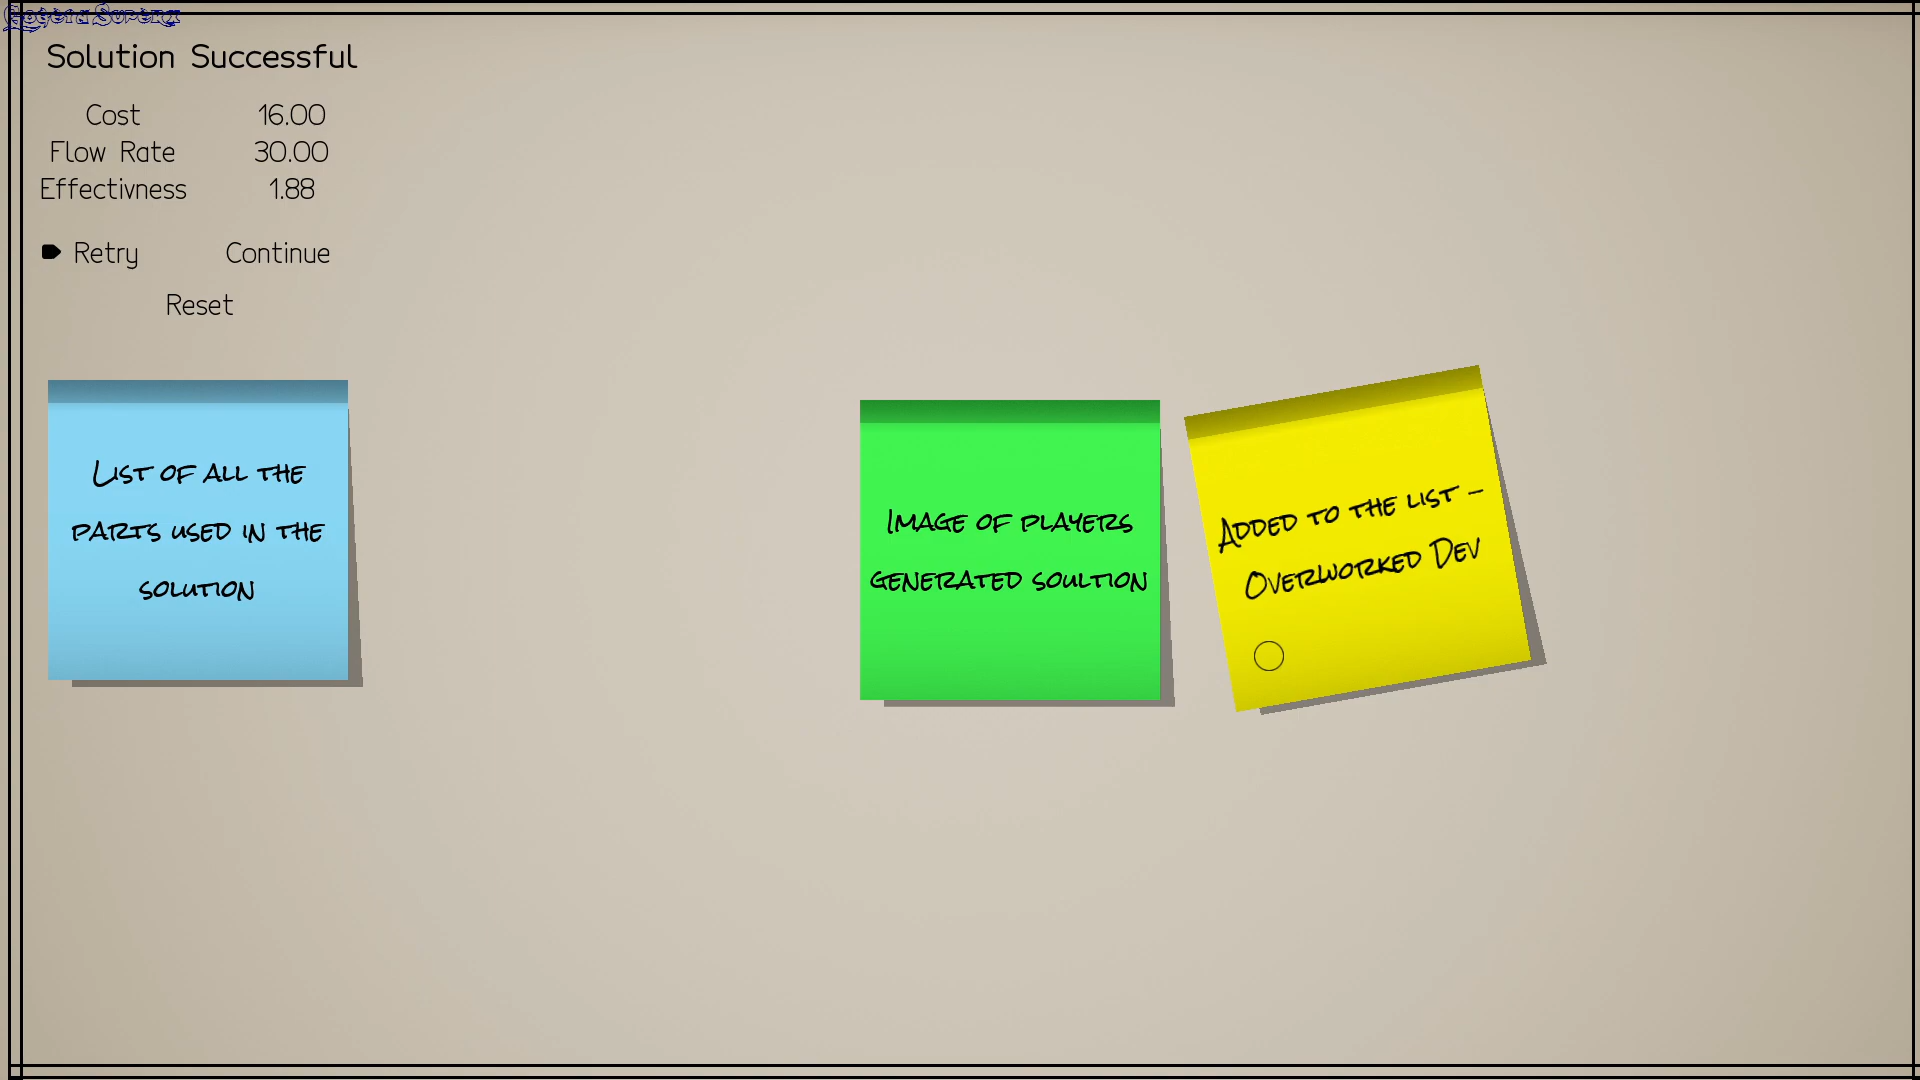 Solution Successful
Cost 16.00
Flow Rate 30.00
Effectivness 1.88
Retry Continue
Reset
List of all the
parts used in the
solution
Image of players
generated soultion
Added to the list -
Overworked Dev